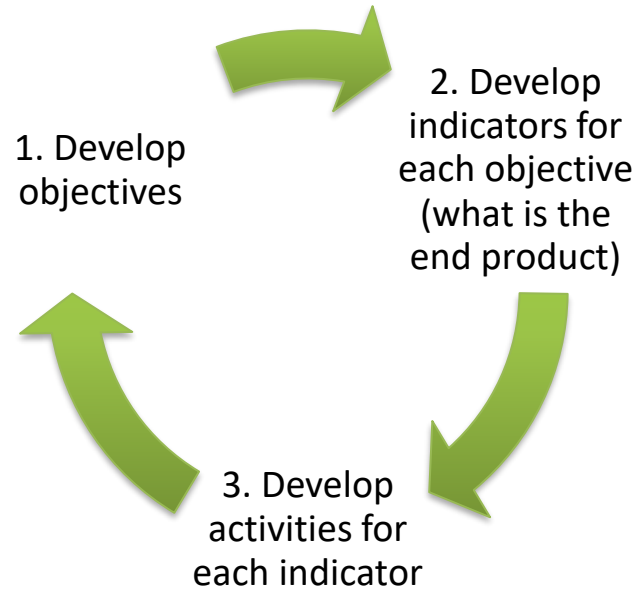 1. Develop
objectives
2. Develop
indicators for
each objective
(what is the
end product)
3. Develop
activities for
each indicator